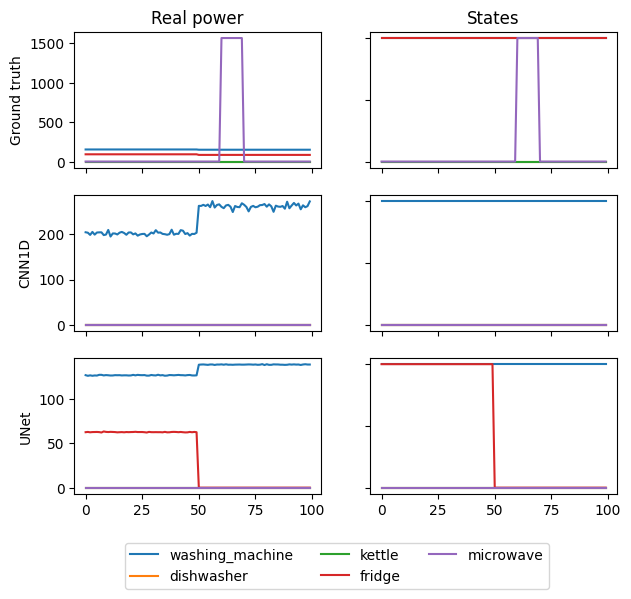 Real power
States
Ground truth
1500
1000
500
0
CNN1D
200
100
0
UNet
100
50
0
0 25 50 75 100
0 25 50 75 100
washing_machine kettle microwave
dishwasher fridge